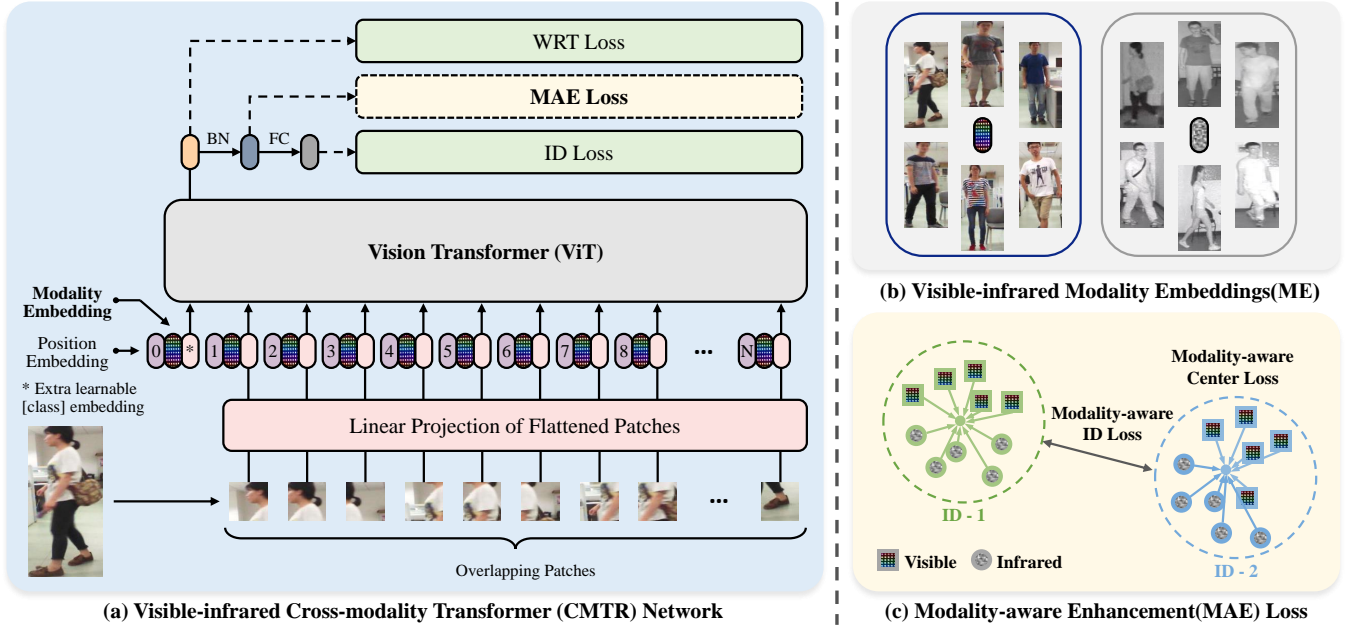 WRT Loss
MAE Loss
BN
FC
ID Loss
Vision Transformer (ViT)
Modality
Embedding
Position
Embedding
0 * 1 2 3 4 5 6 7 8 ... N
* Extra learnable
[class] embedding
Linear Projection of Flattened Patches
...
Overlapping Patches
(a) Visible-infrared Cross-modality Transformer (CMTR) Network
(b) Visible-infrared Modality Embeddings(ME)
Modality-aware
Center Loss
Modality-aware
ID Loss
ID - 1
Visible
Infrared
ID - 2
(c) Modality-aware Enhancement(MAE) Loss